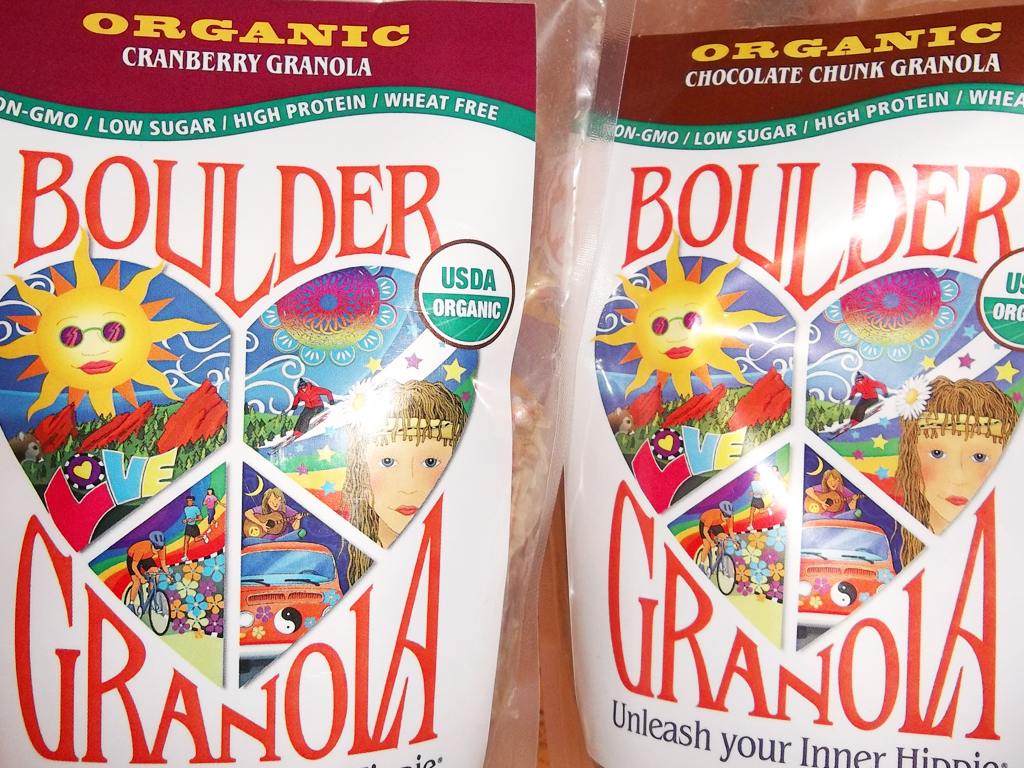 ORGANIC
CRANBERRY GRANOLA
ON-GMO / LOW SUGAR / HIGH PROTEIN / WHEAT FREE
BOULDER
USDA
ORGANIC
LOVE
GRANOLA
ORGANIC
CHOCOLATE CHUNK GRANOLA
ON-GMO / LOW SUGAR / HIGH PROTEIN / WHEA
BOULDER
US
ORG
LOVE
GRANOLA
Unleash your Inner Hippie®